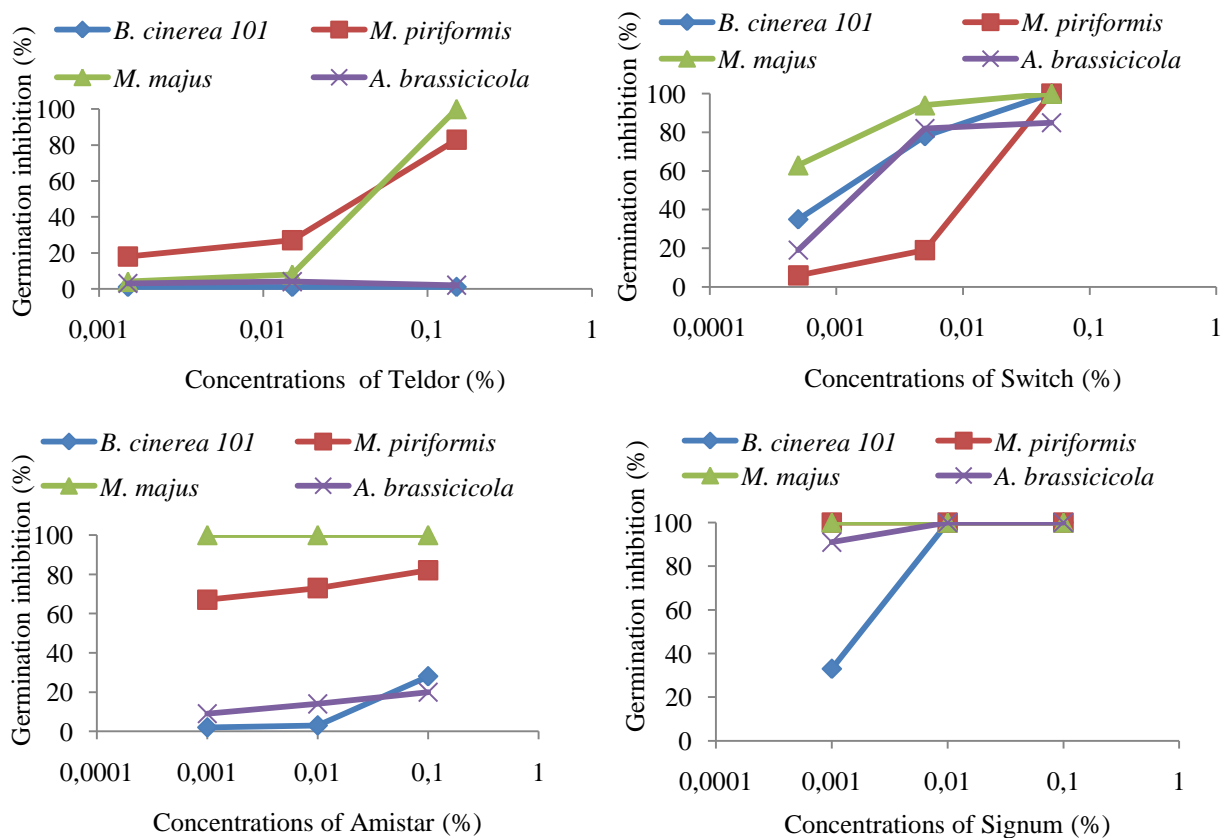 B. cinerea 101
M. piriformis
M. majus
A. brassicicola
Germination inhibition (%)
100
80
60
40
20
0
0,001
0,01
0,1
1
Concentrations of Teldor (%)
B. cinerea 101
M. piriformis
M. majus
A. brassicicola
Germination inhibition (%)
100
80
60
40
20
0
0,0001
0,001
0,01
0,1
1
Concentrations of Switch (%)
B. cinerea 101
M. piriformis
M. majus
A. brassicicola
Germination inhibition (%)
100
80
60
40
20
0
0,0001
0,001
0,01
0,1
1
Concentrations of Amistar (%)
B. cinerea 101
M. piriformis
M. majus
A. brassicicola
Germination inhibition (%)
100
80
60
40
20
0
0,0001
0,001
0,01
0,1
1
Concentrations of Signum (%)